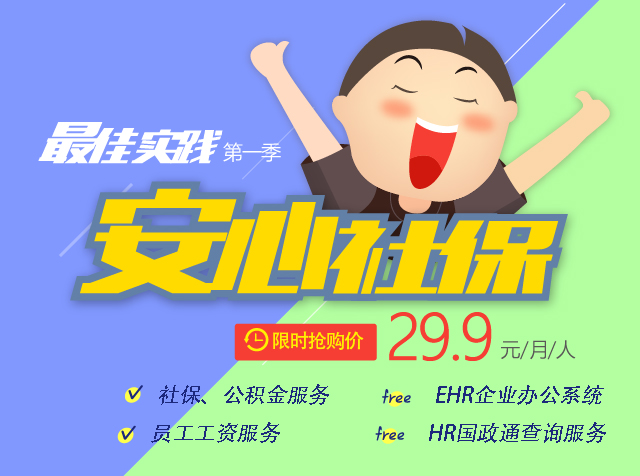 最佳实践 第一季
安心社保
限时抢购价 29.9 元/月/人
社保、公积金服务 free EHR企业办公系统
员工工资服务 free HR国政通查询服务